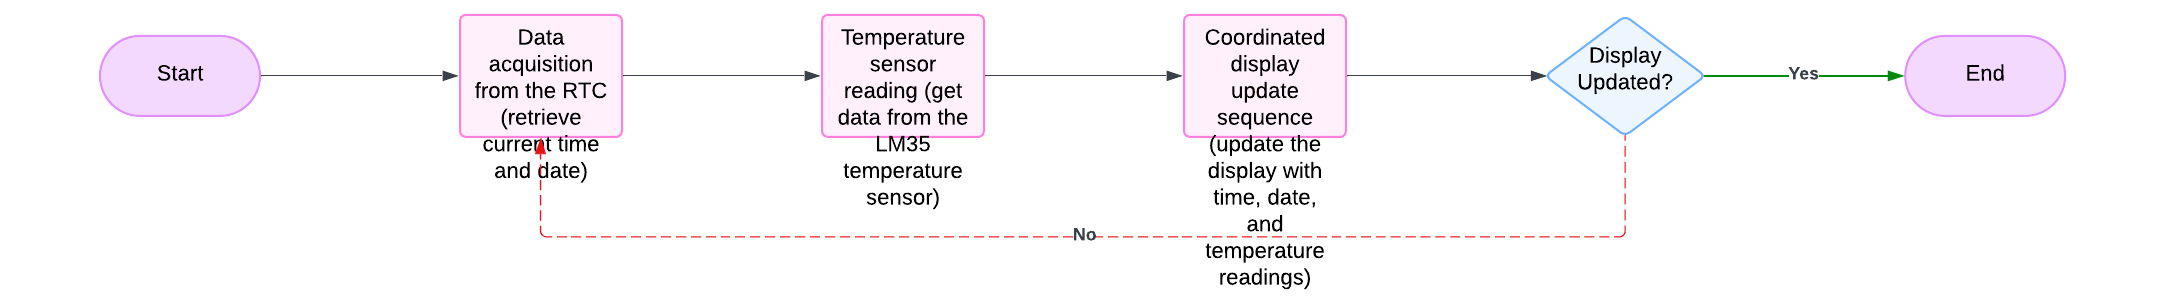 Start
Data
acquisition
from the RTC
(retrieve
current time
and date)
Temperature
sensor
reading (get
data from the
LM35
temperature
sensor)
Coordinated
display
update
sequence
(update the
display with
time, date,
and
temperature
readings)
Display
Updated?
Yes
End
No